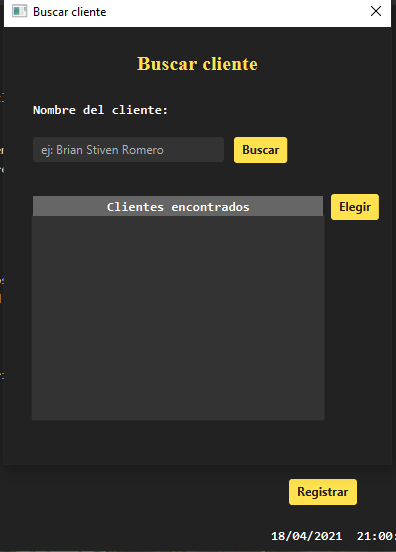 Buscar cliente
Buscar cliente
Nombre del cliente:
ej: Brian Stiven Romero
Buscar
Clientes encontrados
Elegir
Registrar
18/04/2021 21:00: